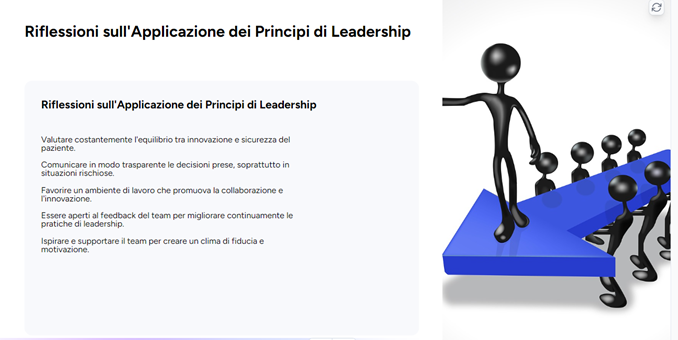 Riflessioni sull'Applicazione dei Principi di Leadership
Riflessioni sull'Applicazione dei Principi di Leadership
Valutare costantemente l'equilibrio tra innovazione e sicurezza del
paziente.
Comunicare in modo trasparente le decisioni prese, soprattutto in
situazioni rischiose.
Favorire un ambiente di lavoro che promuova la collaborazione e
l'innovazione.
Essere aperti al feedback del team per migliorare continuamente le
pratiche di leadership.
Ispirare e supportare il team per creare un clima di fiducia e
motivazione.